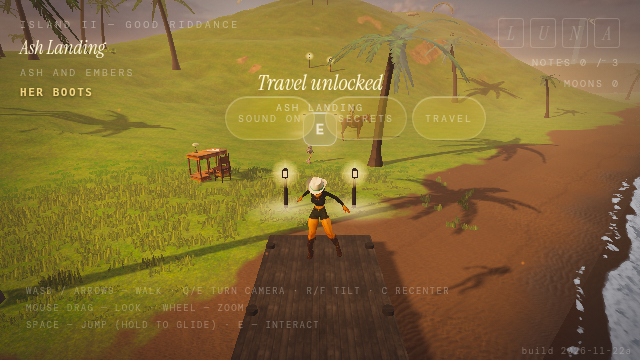 ISLAND II — GOOD RIDDANCE
Ash Landing
ASH AND EMBERS
HER BOOTS
L U N A
NOTES 0 / 3
MOONS 0
Travel unlocked
ASH LANDING
SOUND ON
SECRETS
TRAVEL
E
WASD / ARROWS — WALK · Q/E TURN CAMERA · R/F TILT · C RECENTER
MOUSE DRAG — LOOK · WHEEL — ZOOM
SPACE — JUMP (HOLD TO GLIDE) · E — INTERACT
build